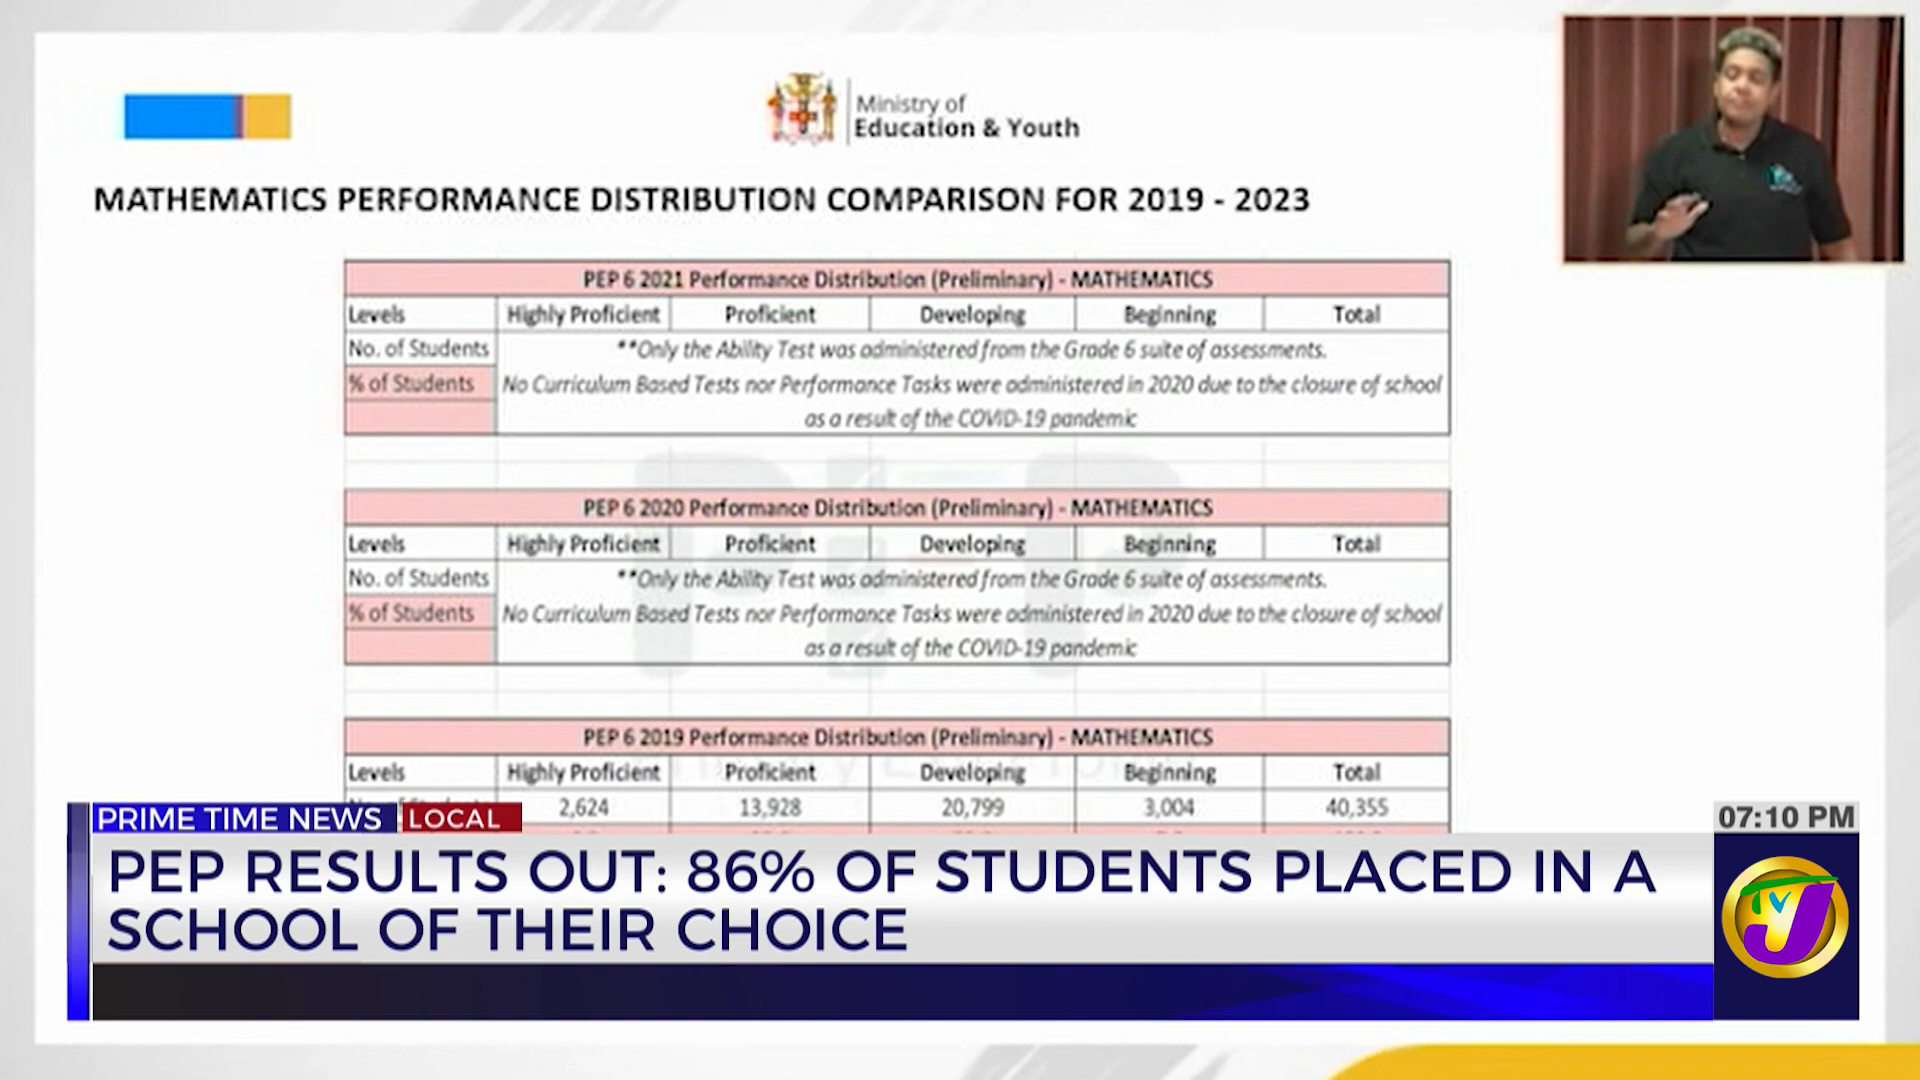 Ministry of
Education & Youth
MATHEMATICS PERFORMANCE DISTRIBUTION COMPARISON FOR 2019 - 2023
PEP 6 2021 Performance Distribution (Preliminary) - MATHEMATICS
Levels Highly Proficient Proficient Developing Beginning Total
No. of Students **Only the Ability Test was administered from the Grade 6 suite of assessments.
% of Students No Curriculum Based Tests nor Performance Tasks were administered in 2020 due to the closure of school
as a result of the COVID-19 pandemic
PEP 6 2020 Performance Distribution (Preliminary) - MATHEMATICS
Levels Highly Proficient Proficient Developing Beginning Total
No. of Students **Only the Ability Test was administered from the Grade 6 suite of assessments.
% of Students No Curriculum Based Tests nor Performance Tasks were administered in 2020 due to the closure of school
as a result of the COVID-19 pandemic
PEP 6 2019 Performance Distribution (Preliminary) - MATHEMATICS
Levels Highly Proficient Proficient Developing Beginning Total
2,624 13,928 20,799 3,004 40,355
PRIME TIME NEWS LOCAL
07:10 PM
PEP RESULTS OUT: 86% OF STUDENTS PLACED IN A
SCHOOL OF THEIR CHOICE
TVJ